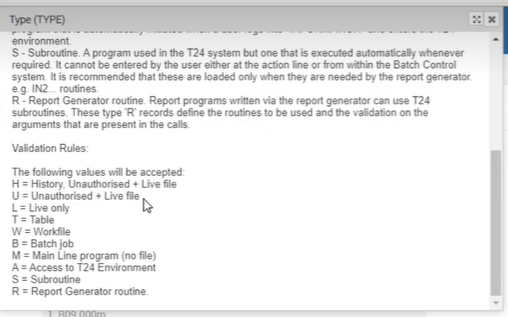 Type (TYPE)
environment.
S - Subroutine. A program used in the T24 system but one that is executed automatically whenever
required. It cannot be entered by the user either at the action line or from within the Batch Control
system. It is recommended that these are loaded only when they are needed by the report generator.
e.g. IN2... routines.
R - Report Generator routine. Report programs written via the report generator can use T24
subroutines. These type 'R' records define the routines to be used and the validation on the
arguments that are present in the calls.
Validation Rules:
The following values will be accepted:
H = History, Unauthorised + Live file
U = Unauthorised + Live file
L = Live only
T = Table
W = Workfile
B = Batch job
M = Main Line program (no file)
A = Access to T24 Environment
S = Subroutine
R = Report Generator routine.